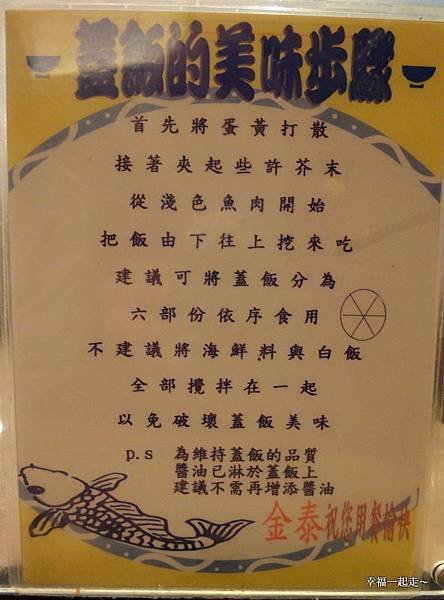 蓋飯的美味步驟
首先將蛋黃打散
接著夾起些許芥末
從淺色魚肉開始
把飯由下往上挖來吃
建議可將蓋飯分為
六部份依序食用
不建議將海鮮料與白飯
全部攪拌在一起
以免破壞蓋飯美味
p.s 為維持蓋飯的品質
醬油已淋於蓋飯上
建議不需再增添醬油
金泰祝您用餐愉快
幸福一起走~